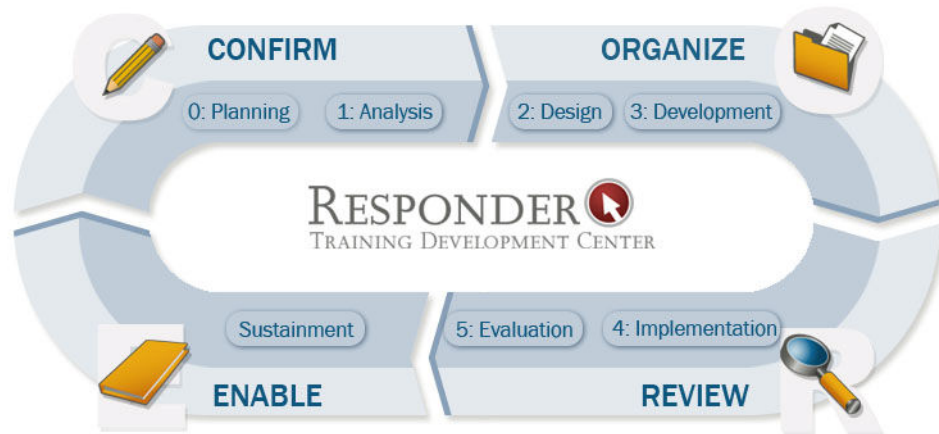 CONFIRM
ORGANIZE
0: Planning
1: Analysis
2: Design
3: Development
RESPONDER
TRAINING DEVELOPMENT CENTER
Sustainment
5: Evaluation
4: Implementation
ENABLE
REVIEW
C
O
E
R